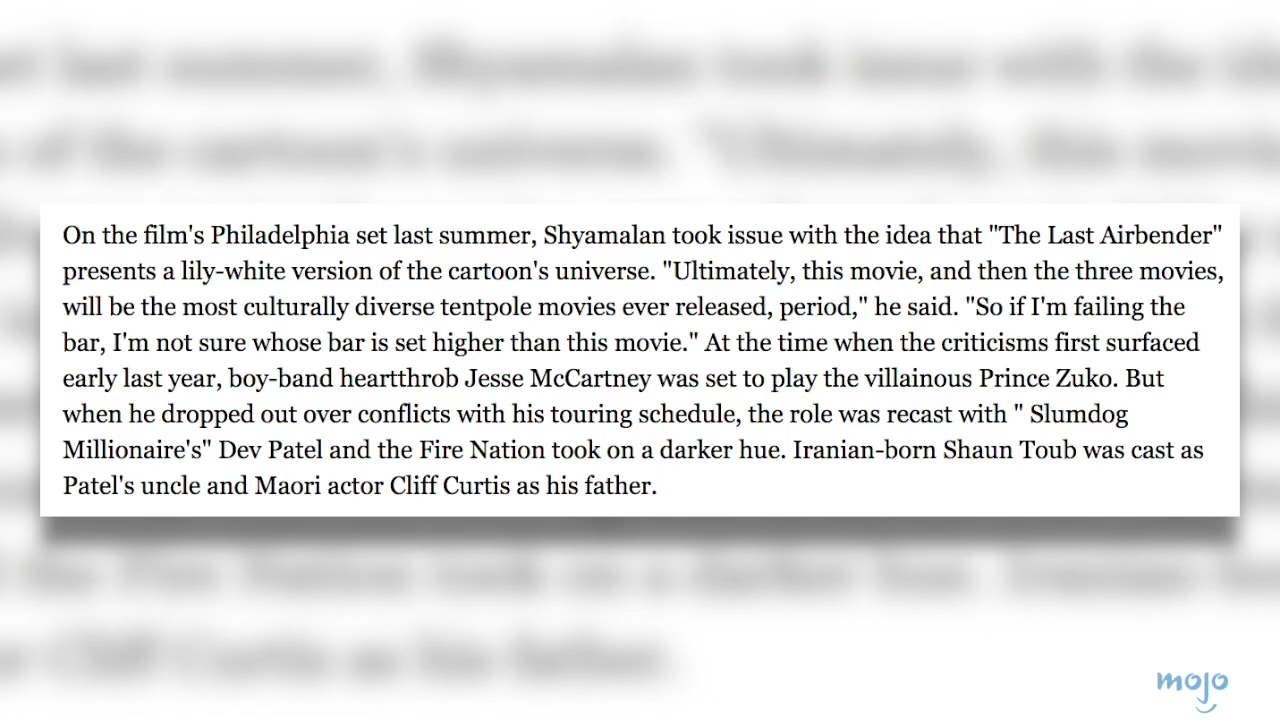 On the film's Philadelphia set last summer, Shyamalan took issue with the idea that "The Last Airbender"
presents a lily-white version of the cartoon's universe. "Ultimately, this movie, and then the three movies,
will be the most culturally diverse tentpole movies ever released, period," he said. "So if I'm failing the
bar, I'm not sure whose bar is set higher than this movie." At the time when the criticisms first surfaced
early last year, boy-band heartthrob Jesse McCartney was set to play the villainous Prince Zuko. But
when he dropped out over conflicts with his touring schedule, the role was recast with " Slumdog
Millionaire's" Dev Patel and the Fire Nation took on a darker hue. Iranian-born Shaun Toub was cast as
Patel's uncle and Maori actor Cliff Curtis as his father.
mojo